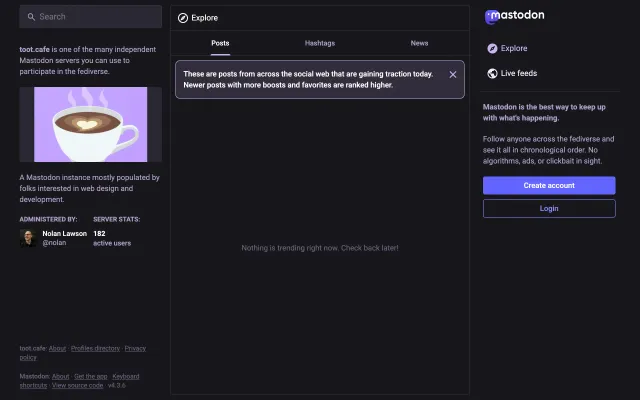 Search
toot.cafe is one of the many independent
Mastodon servers you can use to
participate in the fediverse.
A Mastodon instance mostly populated by
folks interested in web design and
development.
ADMINISTERED BY:
Nolan Lawson
@nolan
SERVER STATS:
182
active users
toot.cafe: About · Profiles directory · Privacy
policy
Mastodon: About · Get the app · Keyboard
shortcuts · View source code · v4.3.6
Explore
Posts
Hashtags
News
These are posts from across the social web that are gaining traction today.
Newer posts with more boosts and favorites are ranked higher.
Nothing is trending right now. Check back later!
mastodon
Explore
Live feeds
Mastodon is the best way to keep up
with what's happening.
Follow anyone across the fediverse and
see it all in chronological order. No
algorithms, ads, or clickbait in sight.
Create account
Login